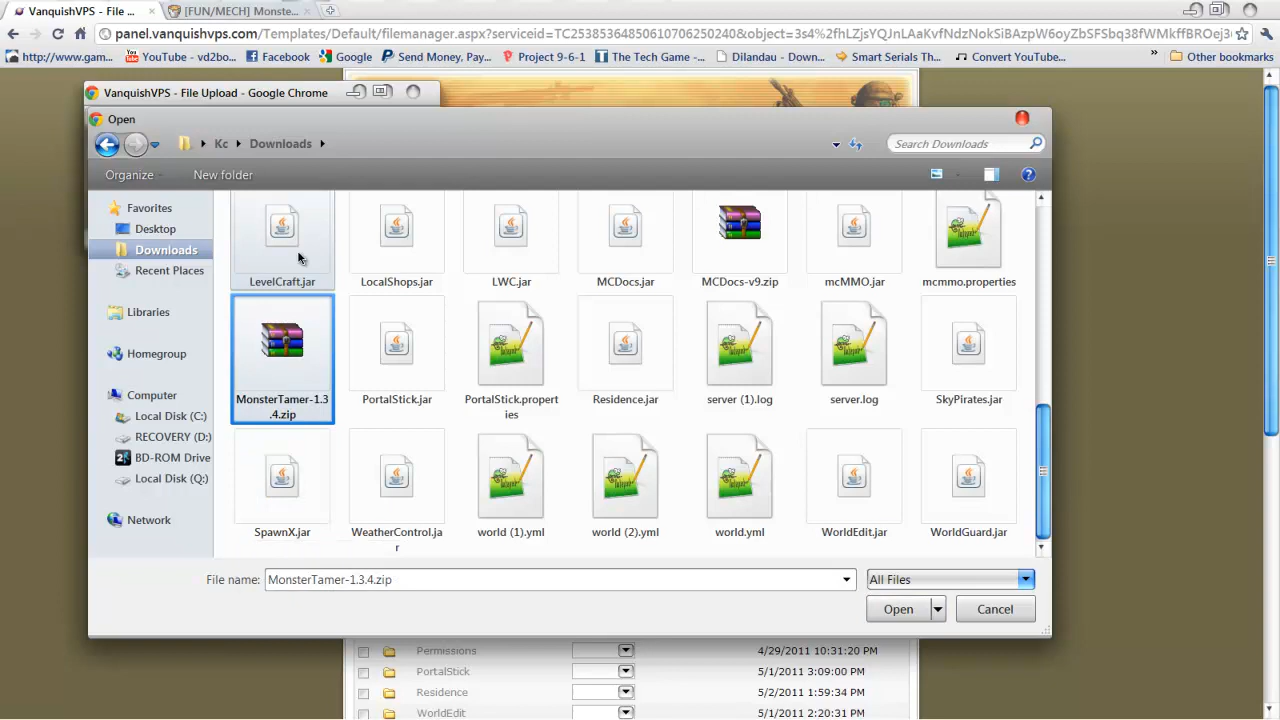 VanquishVPS - File ...
[FUN/MECH] Monste...
panel.vanquishvps.com/Templates/Default/filemanager.aspx?serviceid=
http://www.gam...
YouTube - vd2bo...
Facebook
Google
Send Money, Pay...
Project 9-6-1
The Tech Game -...
Dilandau - Down...
Smart Serials Th...
Convert YouTube...
»
Other bookmarks
VanquishVPS - File Upload - Google Chrome
Open
Kc
Downloads
Search Downloads
Organize
New folder
Favorites
Desktop
Downloads
Recent Places
Libraries
Homegroup
Computer
Local Disk (C:)
RECOVERY (D:)
BD-ROM Drive
Local Disk (Q:)
Network
LevelCraft.jar
LocalShops.jar
LWC.jar
MCDocs.jar
MCDocs-v9.zip
mcMMO.jar
mcmmo.properties
MonsterTamer-1.3
.4.zip
PortalStick.jar
PortalStick.propert
ies
Residence.jar
server (1).log
server.log
SkyPirates.jar
SpawnX.jar
WeatherControl.ja
r
world (1).yml
world (2).yml
world.yml
WorldEdit.jar
WorldGuard.jar
File name:
MonsterTamer-1.3.4.zip
All Files
Open
Cancel
Permissions
4/29/2011 10:31:20 PM
PortalStick
5/1/2011 3:09:00 PM
Residence
5/2/2011 1:59:34 PM
WorldEdit
5/1/2011 2:20:31 PM